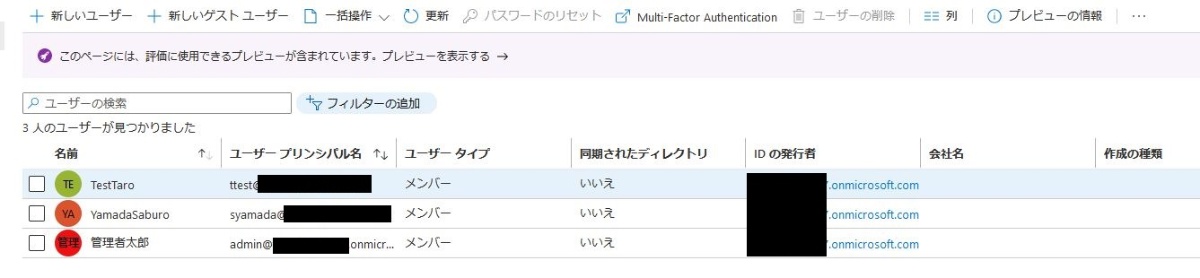 新しいユーザー 新しいゲスト ユーザー 一括操作 更新 パスワードのリセット Multi-Factor Authentication ユーザーの削除 列 プレビューの情報 ...
このページには、評価に使用できるプレビューが含まれています。プレビューを表示する →
ユーザーの検索 フィルターの追加
3 人のユーザーが見つかりました
名前 ユーザー プリンシパル名 ユーザー タイプ 同期されたディレクトリ ID の発行者 会社名 作成の種類
TE TestTaro ttest@ メンバー いいえ .onmicrosoft.com
YA YamadaSaburo syamada@ メンバー いいえ .onmicrosoft.com
管理 管理者太郎 admin@ onmicr... メンバー いいえ .onmicrosoft.com